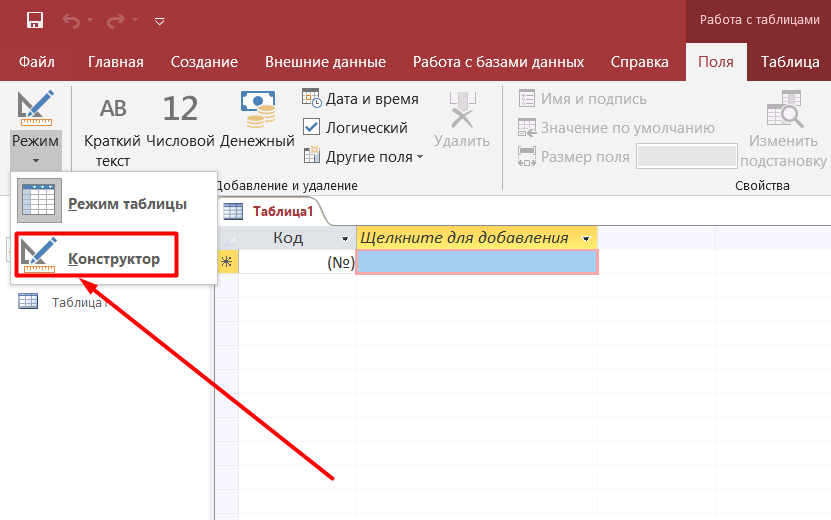 Работа с таблицами
Файл Главная Создание Внешние данные Работа с базами данных Справка Поля Таблица
Режим
AB
Краткий текст
12
Числовой
Денежный
Дата и время
Логический
Другие поля
Удалить
Имя и подпись
Значение по умолчанию
Размер поля
Изменить подстановку
Добавление и удаление
Свойства
Режим таблицы
Конструктор
Таблица1
Таблица1
Код Щелкните для добавления
(№)